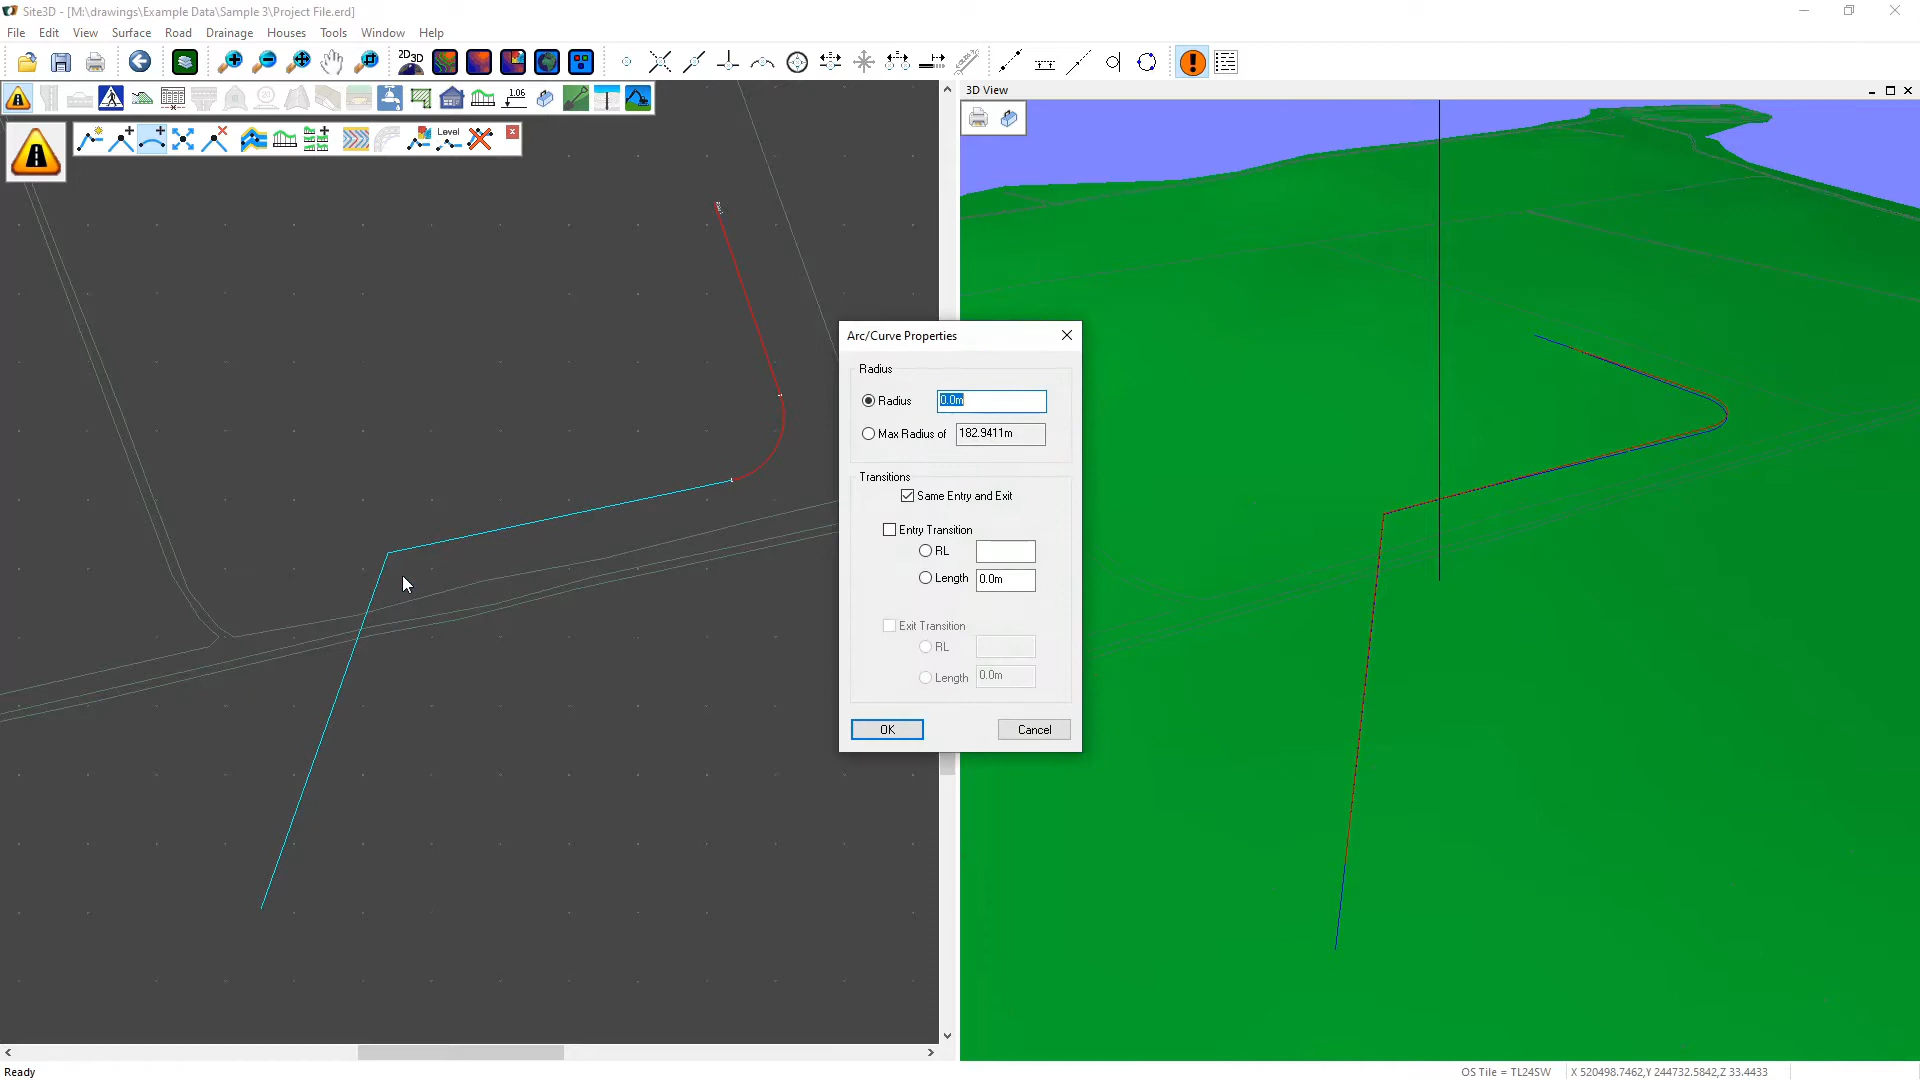 Site3D - [M:\drawings\Example Data\Sample 3\Project File.erd]
File Edit View Surface Road Drainage Houses Tools Window Help
2D 3D
3D View
1.06
Level
Arc/Curve Properties
Radius
Radius 0.0m
Max Radius of 182.9411m
Transitions
Same Entry and Exit
Entry Transition
RL
Length 0.0m
Exit Transition
RL
Length 0.0m
OK Cancel
Ready OS Tile = TL24SW X 520498.7462,Y 244732.5842,Z 33.4433